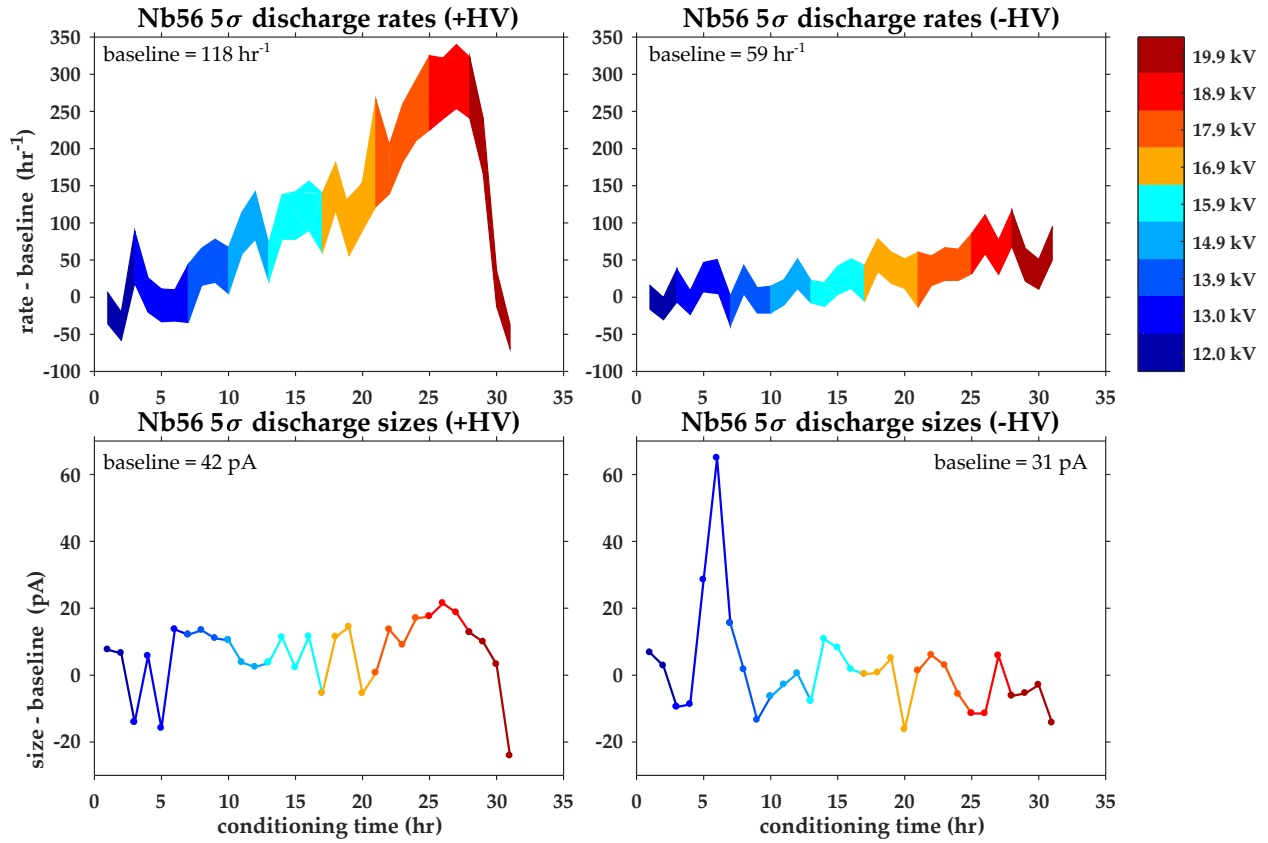 Nb56 5σ discharge rates (+HV)
baseline = 118 hr⁻¹
350
300
250
200
150
100
50
0
-50
-100
rate - baseline (hr⁻¹)
0 5 10 15 20 25 30 35
Nb56 5σ discharge rates (-HV)
baseline = 59 hr⁻¹
350
300
250
200
150
100
50
0
-50
-100
0 5 10 15 20 25 30 35
19.9 kV
18.9 kV
17.9 kV
16.9 kV
15.9 kV
14.9 kV
13.9 kV
13.0 kV
12.0 kV
Nb56 5σ discharge sizes (+HV)
baseline = 42 pA
60
40
20
0
-20
size - baseline (pA)
0 5 10 15 20 25 30 35
conditioning time (hr)
Nb56 5σ discharge sizes (-HV)
baseline = 31 pA
60
40
20
0
-20
0 5 10 15 20 25 30 35
conditioning time (hr)